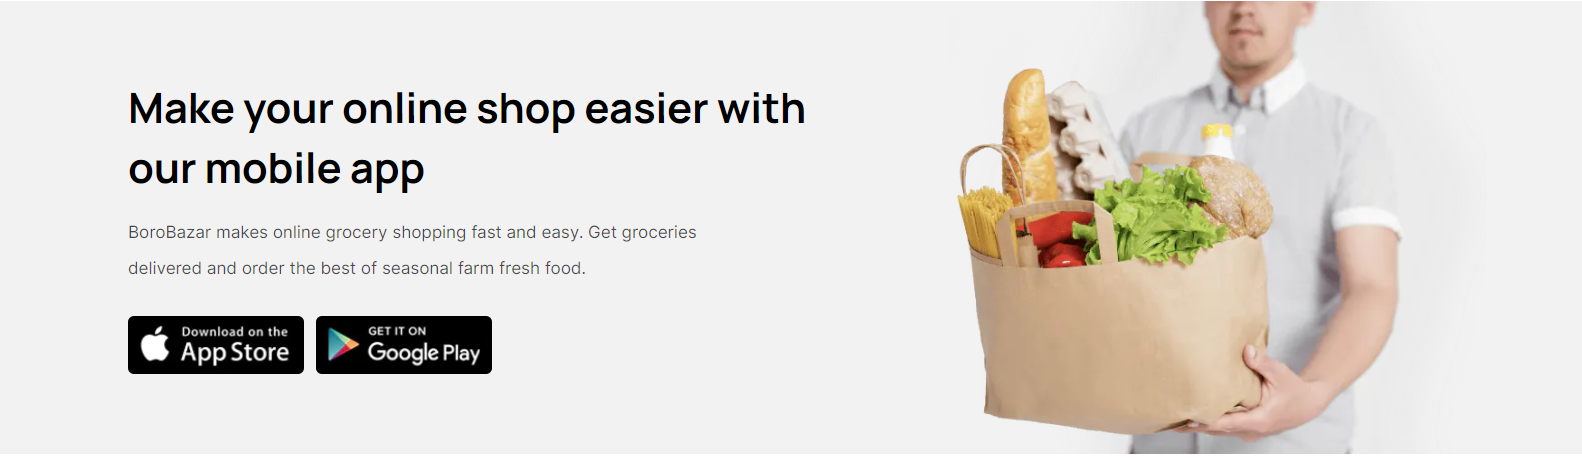 Make your online shop easier with
our mobile app
BoroBazar makes online grocery shopping fast and easy. Get groceries
delivered and order the best of seasonal farm fresh food.
Download on the
App Store
GET IT ON
Google Play